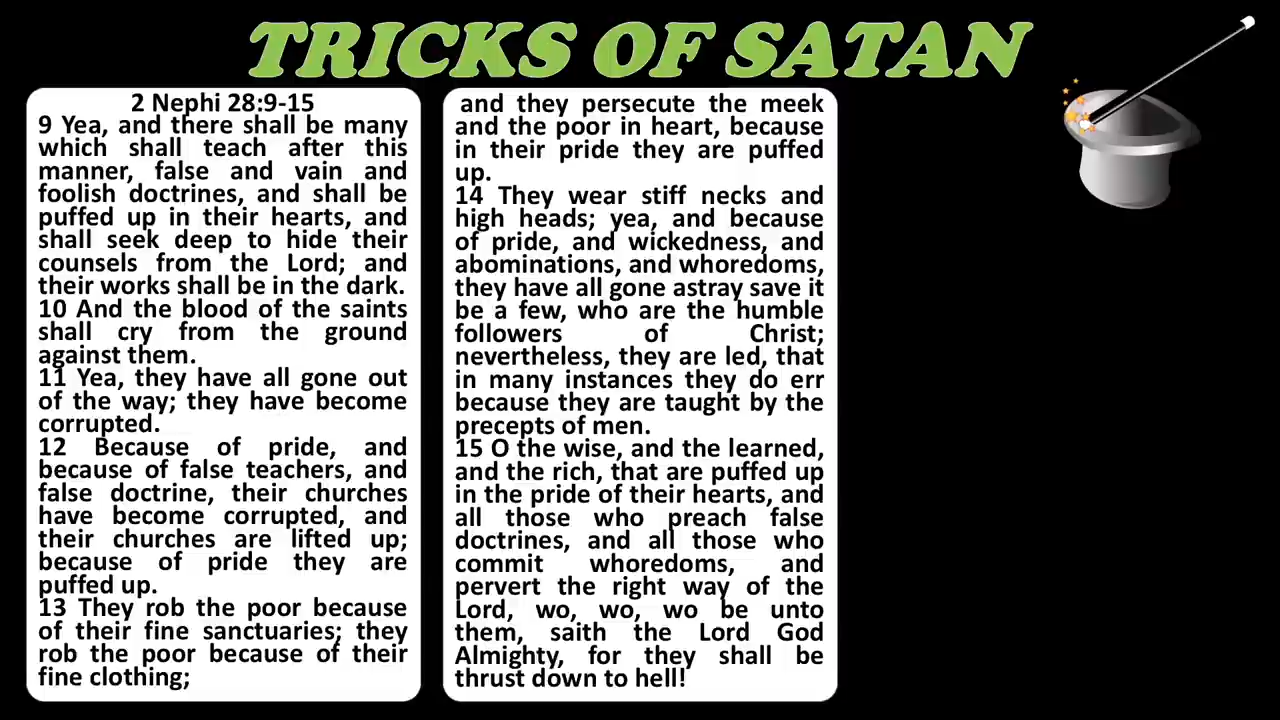 TRICKS OF SATAN
2 Nephi 28:9-15
9 Yea, and there shall be many
which shall teach after this
manner, false and vain and
foolish doctrines, and shall be
puffed up in their hearts, and
shall seek deep to hide their
counsels from the Lord; and
their works shall be in the dark.
10 And the blood of the saints
shall cry from the ground
against them.
11 Yea, they have all gone out
of the way; they have become
corrupted.
12 Because of pride, and
because of false teachers, and
false doctrine, their churches
have become corrupted, and
their churches are lifted up;
because of pride they are
puffed up.
13 They rob the poor because
of their fine sanctuaries; they
rob the poor because of their
fine clothing;
and they persecute the meek
and the poor in heart, because
in their pride they are puffed
up.
14 They wear stiff necks and
high heads; yea, and because
of pride, and wickedness, and
abominations, and whoredoms,
they have all gone astray save it
be a few, who are the humble
followers of Christ;
nevertheless, they are led, that
in many instances they do err
because they are taught by the
precepts of men.
15 O the wise, and the learned,
and the rich, that are puffed up
in the pride of their hearts, and
all those who preach false
doctrines, and all those who
commit whoredoms, and
pervert the right way of the
Lord, wo, wo, wo be unto
them, saith the Lord God
Almighty, for they shall be
thrust down to hell!